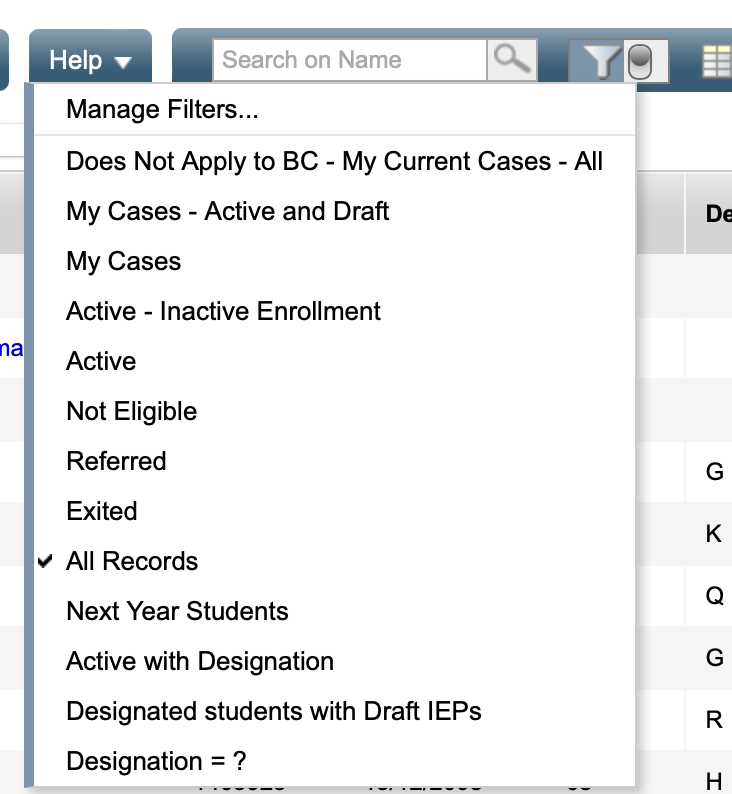 Help
Search on Name
Manage Filters...
Does Not Apply to BC - My Current Cases - All
De
My Cases - Active and Draft
My Cases
Active - Inactive Enrollment
ma
Active
Not Eligible
Referred
G
Exited
K
All Records
Q
Next Year Students
Active with Designation
G
Designated students with Draft IEPs
R
Designation = ?
H